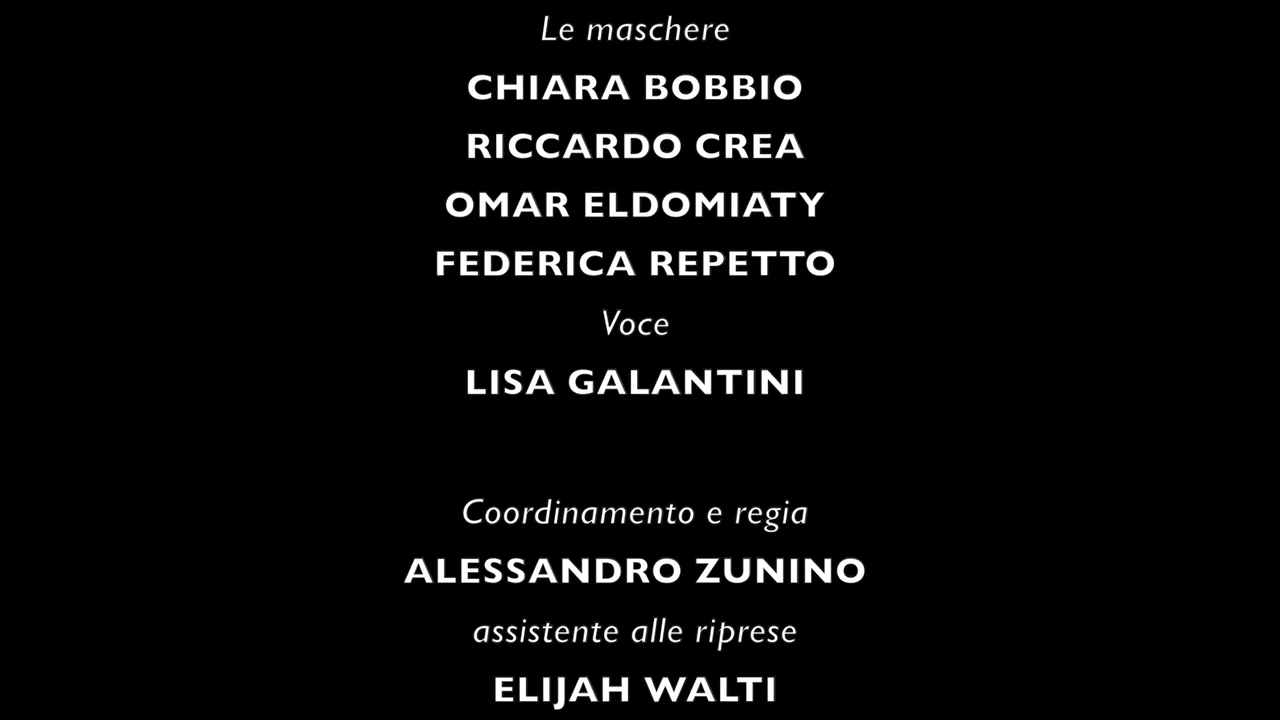 Le maschere
CHIARA BOBBIO
RICCARDO CREA
OMAR ELDOMIATY
FEDERICA REPETTO
Voce
LISA GALANTINI
Coordinamento e regia
ALESSANDRO ZUNINO
assistente alle riprese
ELIJAH WALTI